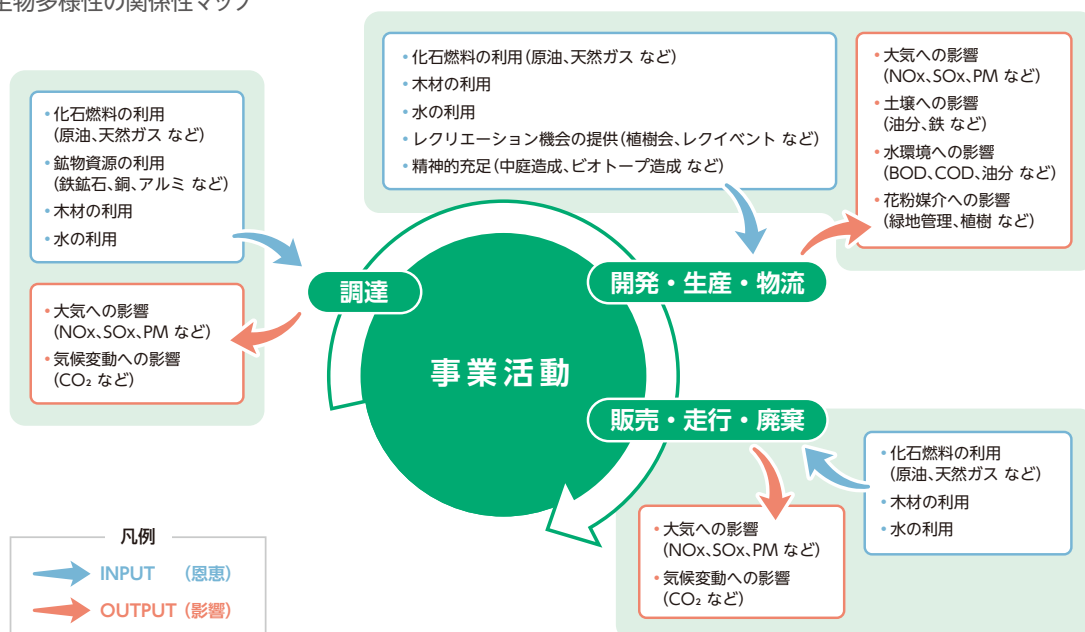 生物多様性の関係性マップ
•化石燃料の利用
(原油、天然ガス など)
•鉱物資源の利用
(鉄鉱石、銅、アルミ など)
•木材の利用
•水の利用
•大気への影響
(NOx、SOx、PM など)
•気候変動への影響
(CO₂ など)
調達
•化石燃料の利用(原油、天然ガス など)
•木材の利用
•水の利用
•レクリエーション機会の提供(植樹会、レクイベント など)
•精神的充足(中庭造成、ビオトープ造成 など)
•大気への影響
(NOx、SOx、PM など)
•土壌への影響
(油分、鉄 など)
•水環境への影響
(BOD、COD、油分 など)
•花粉媒介への影響
(緑地管理、植樹 など)
開発・生産・物流
事業活動
販売・走行・廃棄
•化石燃料の利用
(原油、天然ガス など)
•木材の利用
•水の利用
•大気への影響
(NOx、SOx、PM など)
•気候変動への影響
(CO₂ など)
凡例
INPUT (恩恵)
OUTPUT (影響)